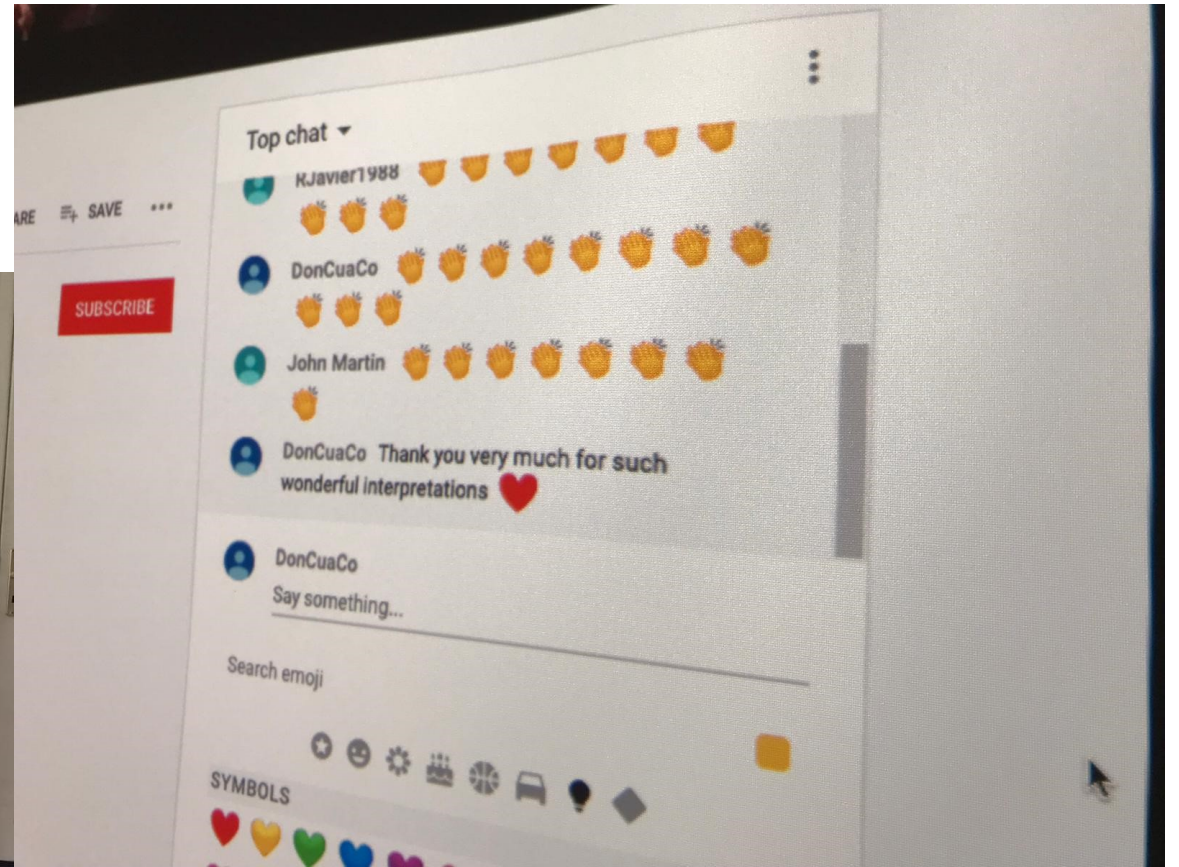 Top chat
RJavier1988 👏👏👏👏👏👏👏
👏👏👏
ARE SAVE
DonCuaCo 👏👏👏👏👏👏👏👏
👏👏👏
SUBSCRIBE
John Martin 👏👏👏👏👏👏👏
👏
DonCuaCo Thank you very much for such
wonderful interpretations ❤️
DonCuaCo
Say something...
Search emoji
SYMBOLS